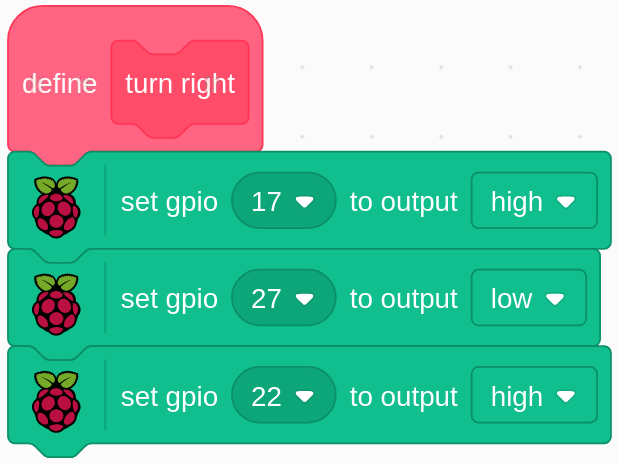 define turn right
set gpio 17 to output high
set gpio 27 to output low
set gpio 22 to output high